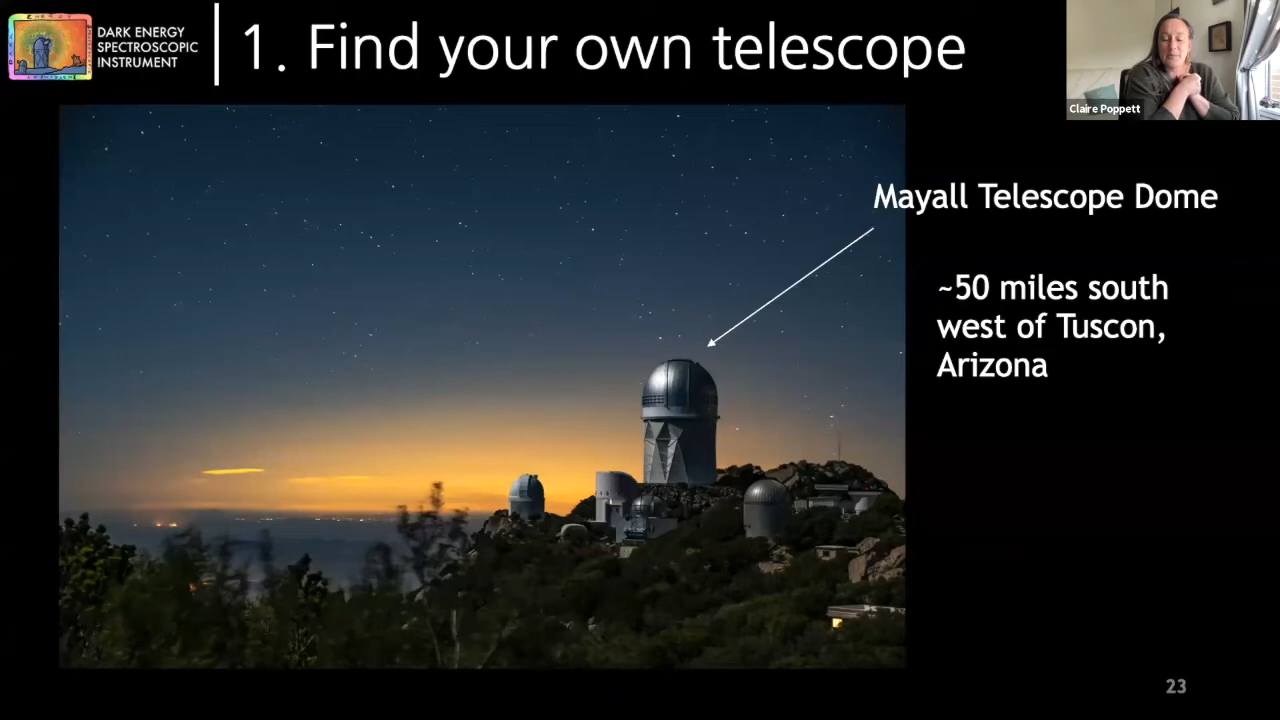 DARK ENERGY
SPECTROSCOPIC
INSTRUMENT
1. Find your own telescope
Claire Poppett
Mayall Telescope Dome
~50 miles south
west of Tuscon,
Arizona
23